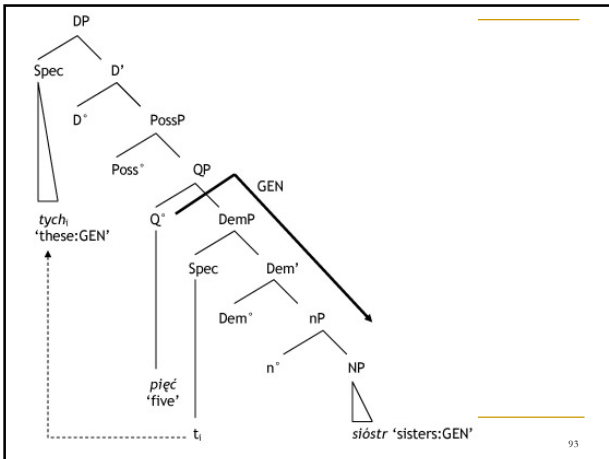 DP
Spec D’
D° PossP
Poss° QP
GEN
tychᵢ Q° DemP
‘these:GEN’
Spec Dem’
Dem° nP
n° NP
pięć
‘five’
tᵢ sióstr ‘sisters:GEN’
93